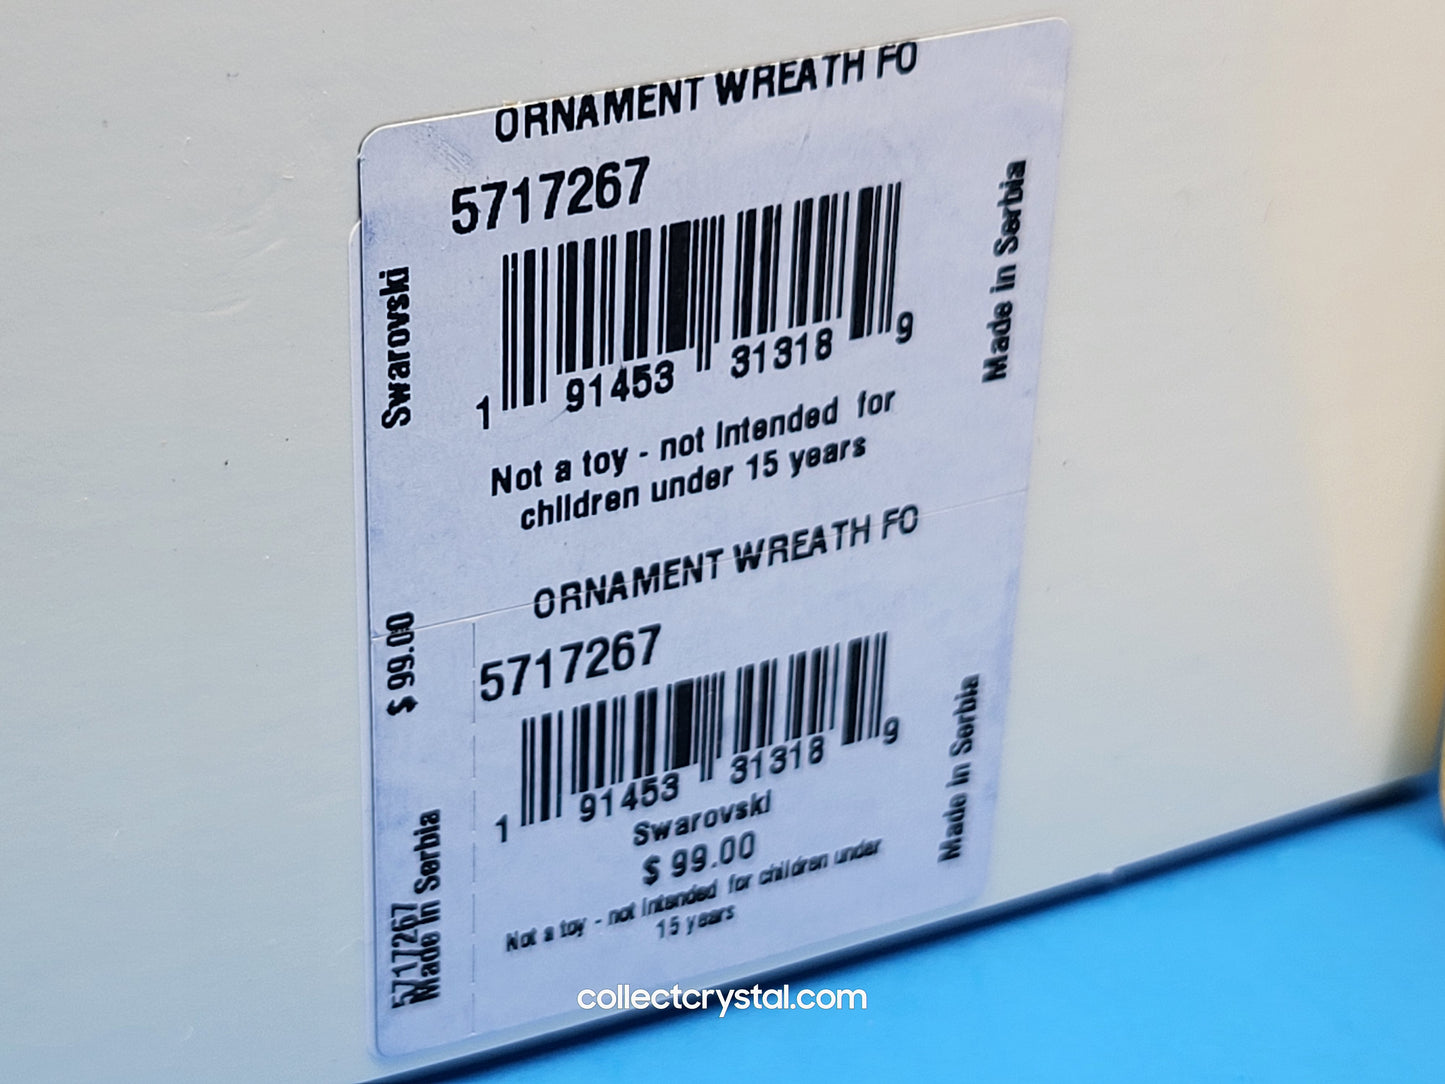 ORNAMENT WREATH FO
5717267
1 91453 31318 9
Not a toy - not Intended for
children under 15 years
Swarovski
Made in Serbia
ORNAMENT WREATH FO
5717267
1 91453 31318 9
Swarovski
$ 99.00
Not a toy - not Intended for children under
15 years
Made in Serbia
$ 99.00
5717267
Made in Serbia
collectcrystal.com